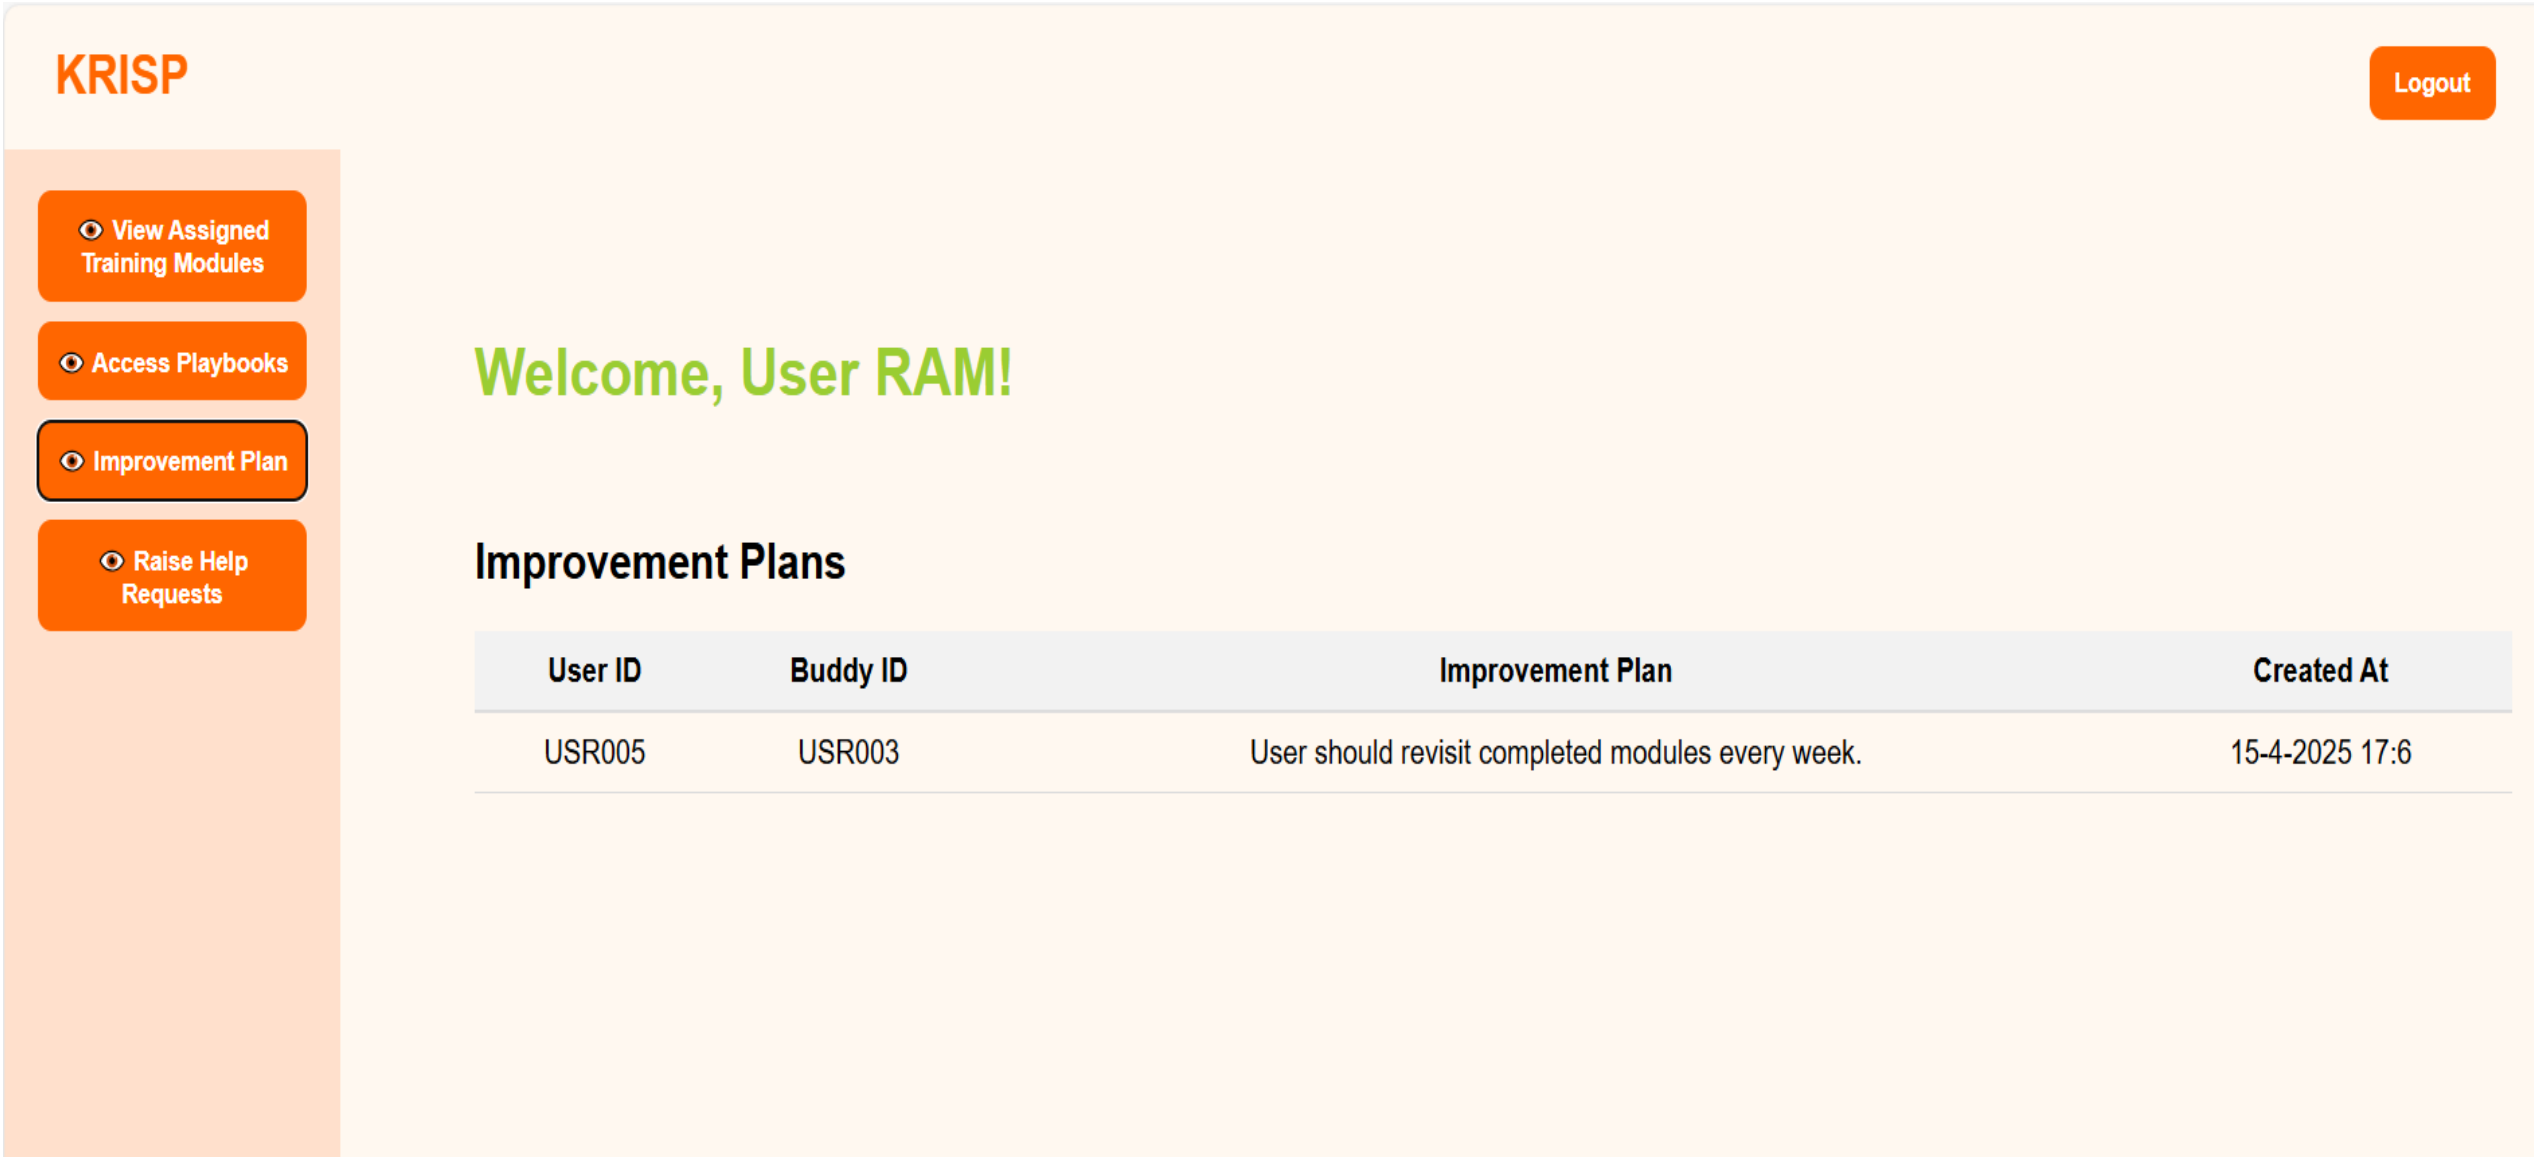 KRISP
Logout
View Assigned
Training Modules
Access Playbooks
Improvement Plan
Raise Help
Requests
Welcome, User RAM!
Improvement Plans
User ID Buddy ID Improvement Plan Created At
USR005 USR003 User should revisit completed modules every week. 15-4-2025 17:6